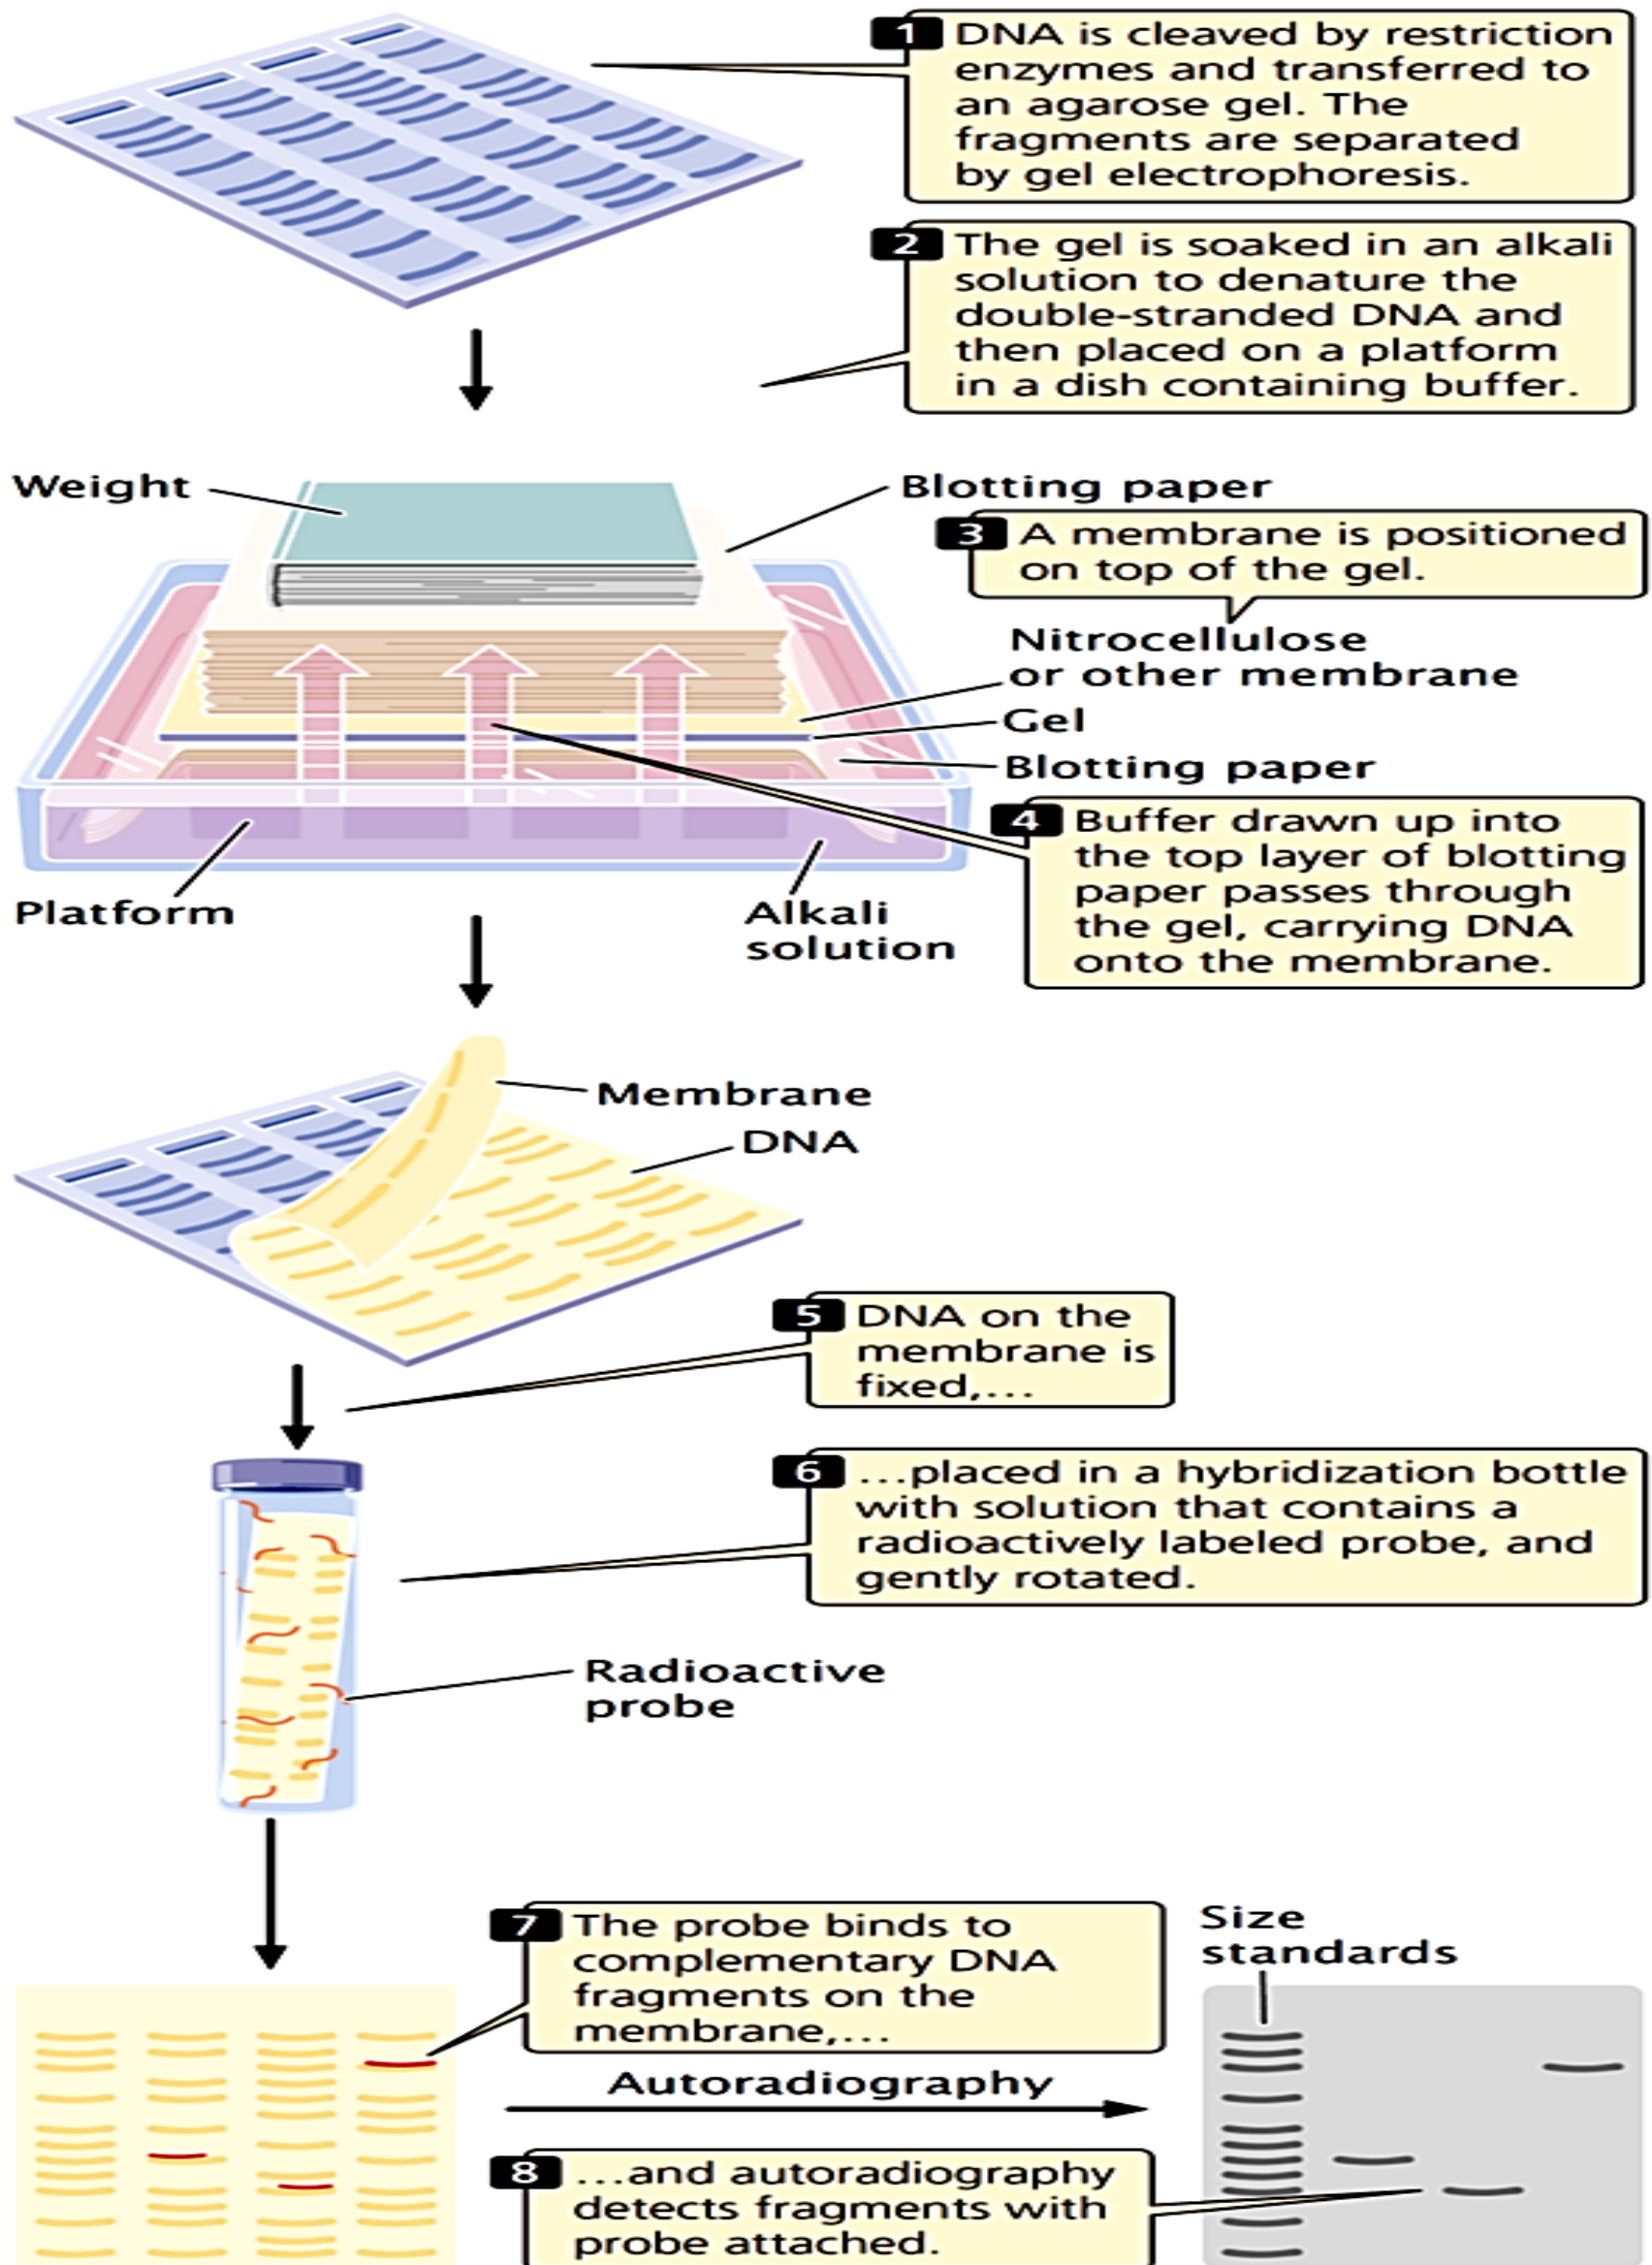 1 DNA is cleaved by restriction
enzymes and transferred to
an agarose gel. The
fragments are separated
by gel electrophoresis.
2 The gel is soaked in an alkali
solution to denature the
double-stranded DNA and
then placed on a platform
in a dish containing buffer.
Weight
Blotting paper
3 A membrane is positioned
on top of the gel.
Nitrocellulose
or other membrane
Gel
Blotting paper
4 Buffer drawn up into
the top layer of blotting
paper passes through
the gel, carrying DNA
onto the membrane.
Platform
Alkali
solution
Membrane
DNA
5 DNA on the
membrane is
fixed,...
6 ...placed in a hybridization bottle
with solution that contains a
radioactively labeled probe, and
gently rotated.
Radioactive
probe
7 The probe binds to
complementary DNA
fragments on the
membrane,...
Size
standards
Autoradiography
8 ...and autoradiography
detects fragments with
probe attached.